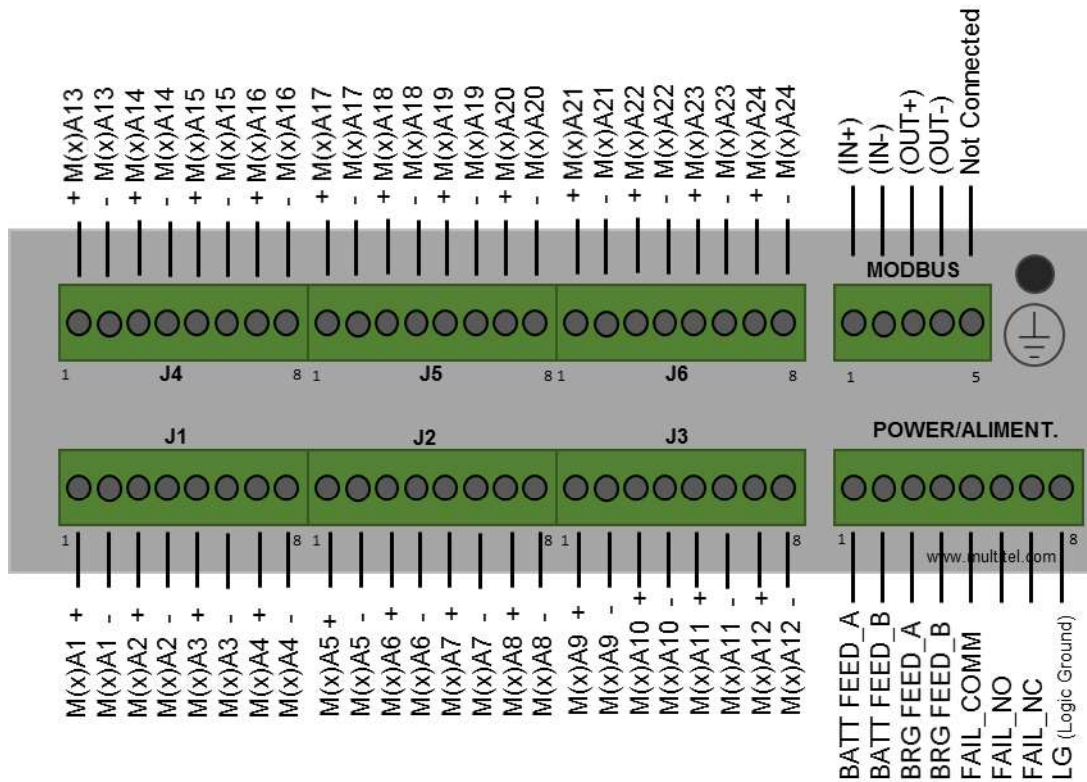 + M(x)A13
- M(x)A13
+ M(x)A14
- M(x)A14
+ M(x)A15
- M(x)A15
+ M(x)A16
- M(x)A16
+ M(x)A17
- M(x)A17
+ M(x)A18
- M(x)A18
+ M(x)A19
- M(x)A19
+ M(x)A20
- M(x)A20
+ M(x)A21
- M(x)A21
+ M(x)A22
- M(x)A22
+ M(x)A23
- M(x)A23
+ M(x)A24
- M(x)A24
(IN+)
(IN-)
(OUT+)
(OUT-)
Not Connected
MODBUS
1 J4 8
1 J5 8
1 J6 8
1 5
J1
J2
J3
POWER/ALIMENT.
1 8
1 8
1 8
1 8
www.multitel.com
M(x)A1 +
M(x)A1 -
M(x)A2 +
M(x)A2 -
M(x)A3 +
M(x)A3 -
M(x)A4 +
M(x)A4 -
M(x)A5 +
M(x)A5 -
M(x)A6 +
M(x)A6 -
M(x)A7 +
M(x)A7 -
M(x)A8 +
M(x)A8 -
M(x)A9 +
M(x)A9 -
M(x)A10 +
M(x)A10 -
M(x)A11 +
M(x)A11 -
M(x)A12 +
M(x)A12 -
BATT FEED_A
BATT FEED_B
BRG FEED_A
BRG FEED_B
FAIL_COMM
FAIL_NO
FAIL_NC
LG (Logic Ground)